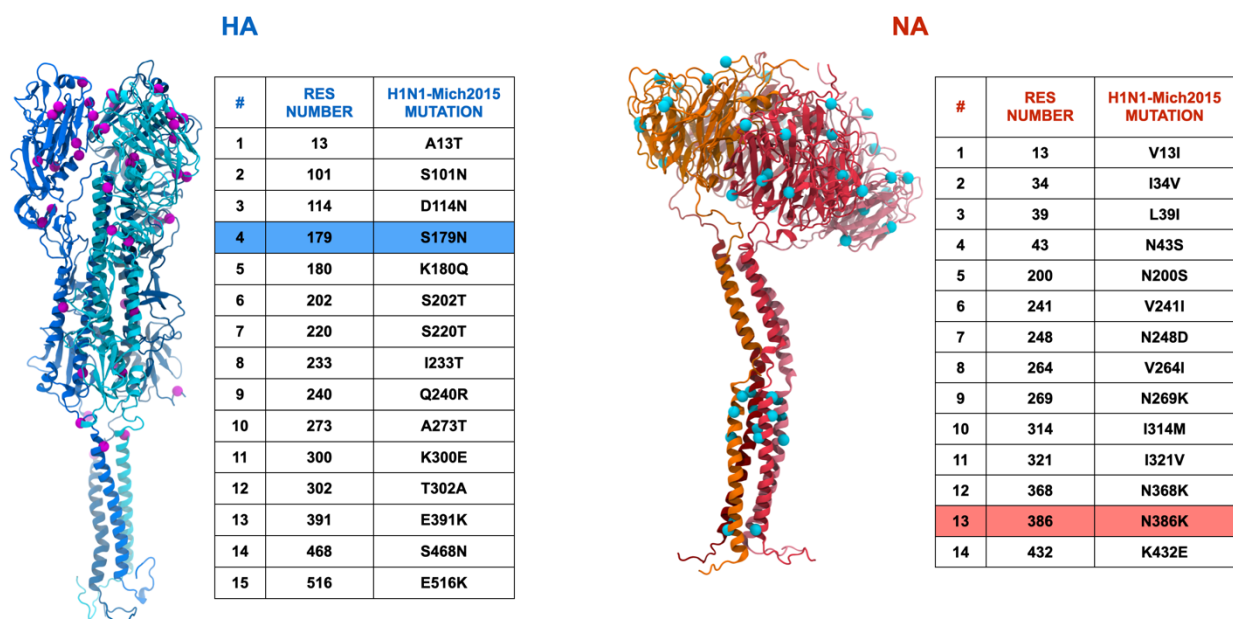 HA
#
RES NUMBER
H1N1-Mich2015 MUTATION
1 13 A13T
2 101 S101N
3 114 D114N
4 179 S179N
5 180 K180Q
6 202 S202T
7 220 S220T
8 233 I233T
9 240 Q240R
10 273 A273T
11 300 K300E
12 302 T302A
13 391 E391K
14 468 S468N
15 516 E516K
NA
#
RES NUMBER
H1N1-Mich2015 MUTATION
1 13 V13I
2 34 I34V
3 39 L39I
4 43 N43S
5 200 N200S
6 241 V241I
7 248 N248D
8 264 V264I
9 269 N269K
10 314 I314M
11 321 I321V
12 368 N368K
13 386 N386K
14 432 K432E